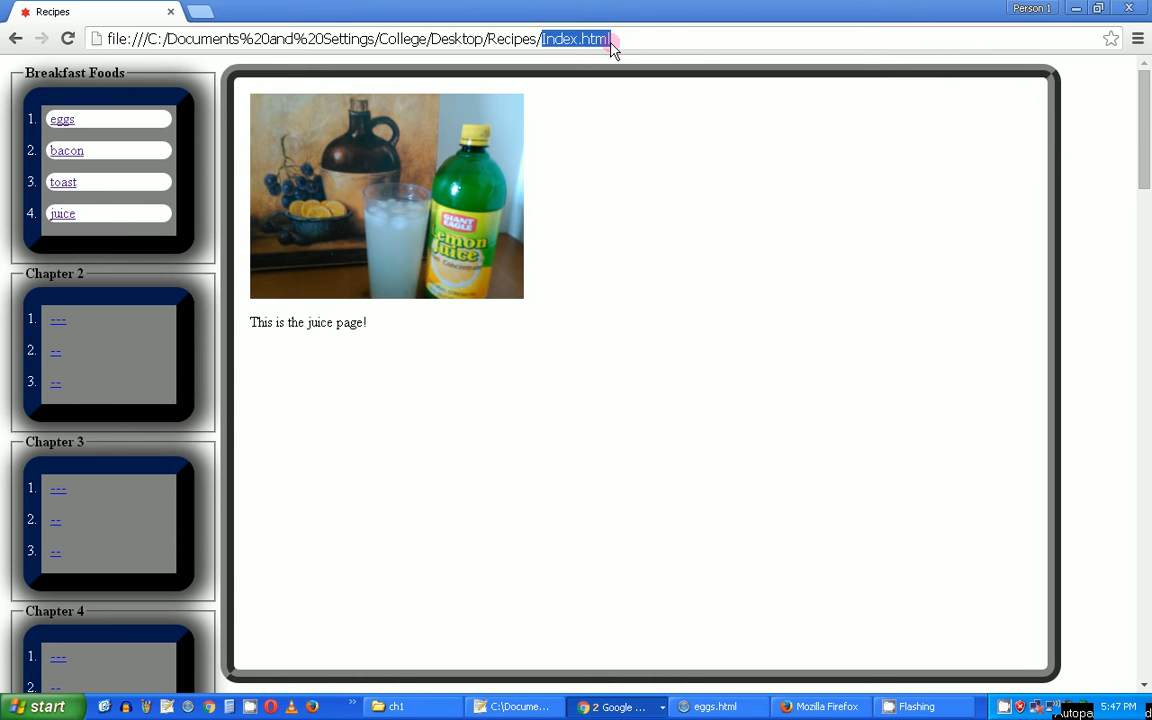 Recipes
Person 1
file:///C:/Documents%20and%20Settings/College/Desktop/Recipes/Index.html
Breakfast Foods
1. eggs
2. bacon
3. toast
4. juice
Chapter 2
1. ---
2. --
3. --
Chapter 3
1. ---
2. --
3. --
Chapter 4
1. ---
2. --
GIANT
EAGLE
Lemon
Juice
This is the juice page!
start
ch1
C:\Docume...
2 Google ...
eggs.html
Mozilla Firefox
Flashing
5:47 PM
Autopa